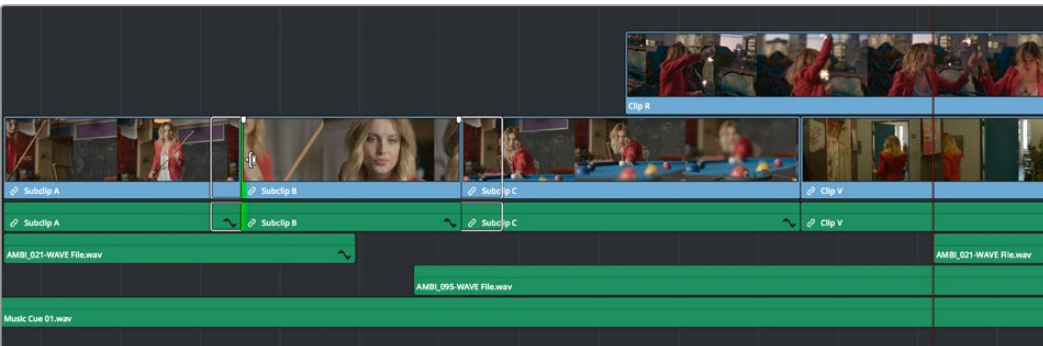 Clip R
Subclip A
Subclip B
Subclip C
Clip V
Subclip A
Subclip B
Subclip C
Clip V
AMBI_021-WAVE File.wav
AMBI_021-WAVE File.wav
AMBI_095-WAVE File.wav
Music Cue 01.wav